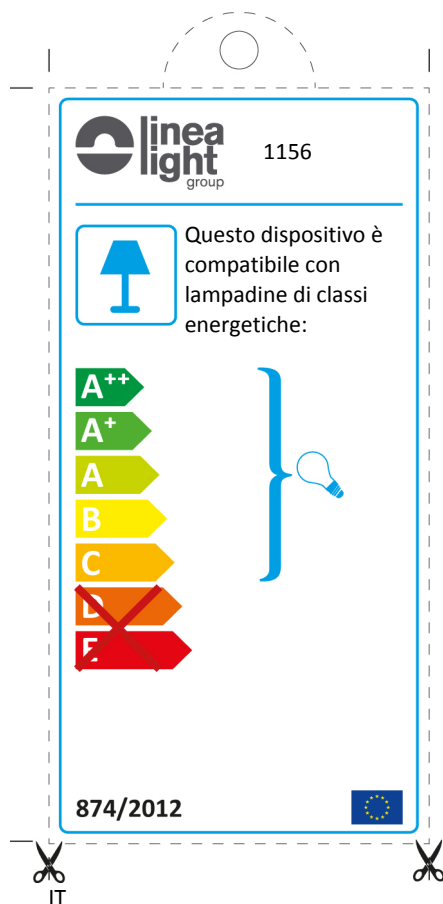 linea
light
group
1156
Questo dispositivo è
compatibile con
lampadine di classi
energetiche:
A++
A+
A
B
C
D
E
874/2012
IT